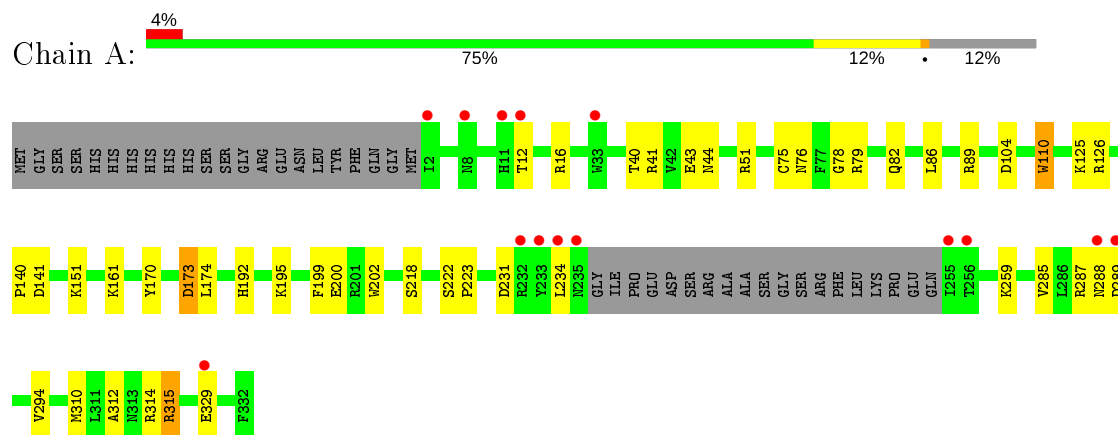 4%
Chain A:
75% 12% • 12%
MET GLY SER SER HIS HIS HIS HIS HIS HIS SER SER GLY ARG GLU ASN LEU TYR PHE GLN GLY MET I2 N8 H11 T12 R16 W33 T40 R41 V42 E43 N44 R51 C75 N76 F77 G78 R79 Q82 L86 R89 D104 W110 K125 R126
P140 D141 K151 K161 Y170 D173 L174 H192 K195 F199 E200 R201 W202 S218 S222 P223 D231 R232 Y233 L234 N235 GLY ILE PRO GLU ASP SER ARG ALA ALA SER GLY SER ARG PHE LEU LYS PRO GLU GLN I255 T256 K259 V285 L286 R287 N288
V294 M310 L311 A312 N313 R314 R315 E329 F332